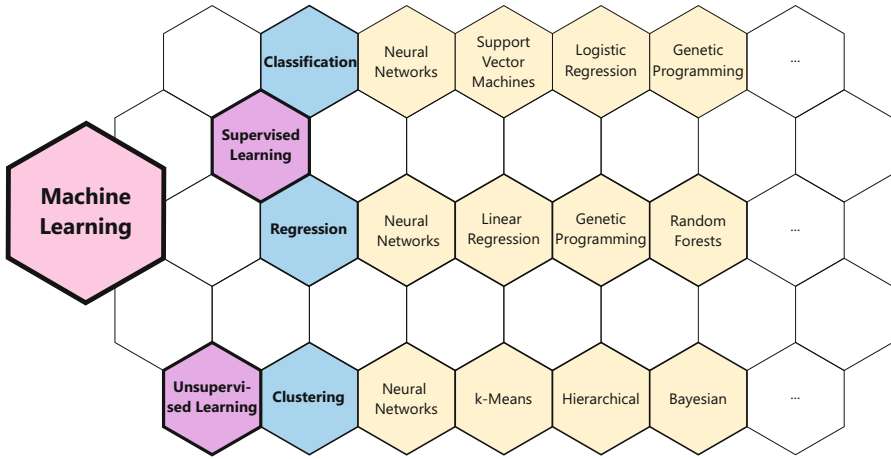 Classification
Neural
Networks
Support
Vector
Machines
Logistic
Regression
Genetic
Programming
...
Supervised
Learning
Machine
Learning
Regression
Neural
Networks
Linear
Regression
Genetic
Programming
Random
Forests
...
Unsupervi-
sed Learning
Clustering
Neural
Networks
k-Means
Hierarchical
Bayesian
...